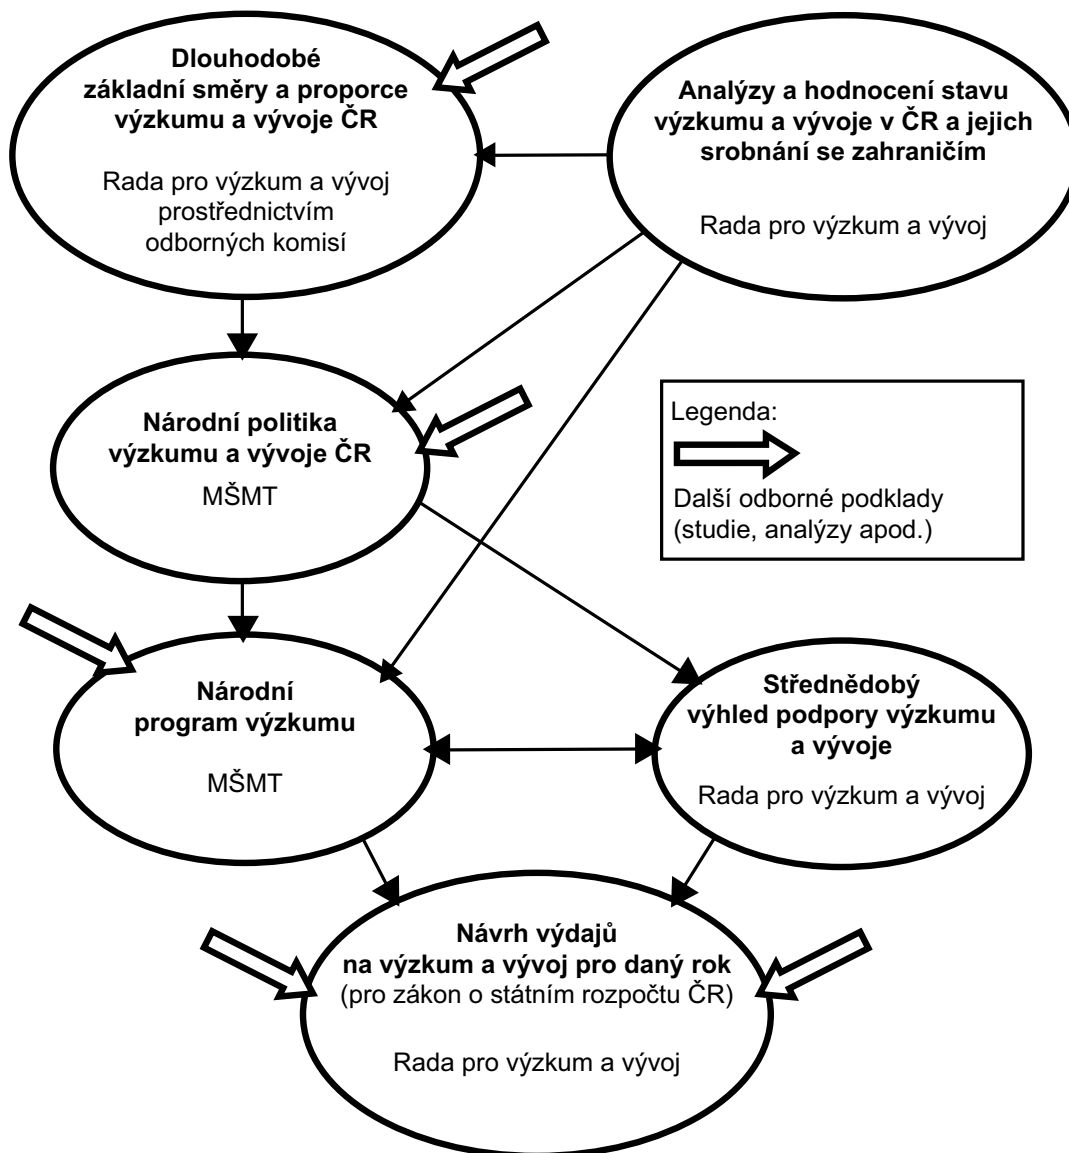 Dlouhodobé
základní směry a proporce
výzkumu a vývoje ČR
Rada pro výzkum a vývoj
prostřednictvím
odborných komisí
Analýzy a hodnocení stavu
výzkumu a vývoje v ČR a jejich
srobnání se zahraničím
Rada pro výzkum a vývoj
Národní politika
výzkumu a vývoje ČR
MŠMT
Legenda:
Další odborné podklady
(studie, analýzy apod.)
Národní
program výzkumu
MŠMT
Střednědobý
výhled podpory výzkumu
a vývoje
Rada pro výzkum a vývoj
Návrh výdajů
na výzkum a vývoj pro daný rok
(pro zákon o státním rozpočtu ČR)
Rada pro výzkum a vývoj